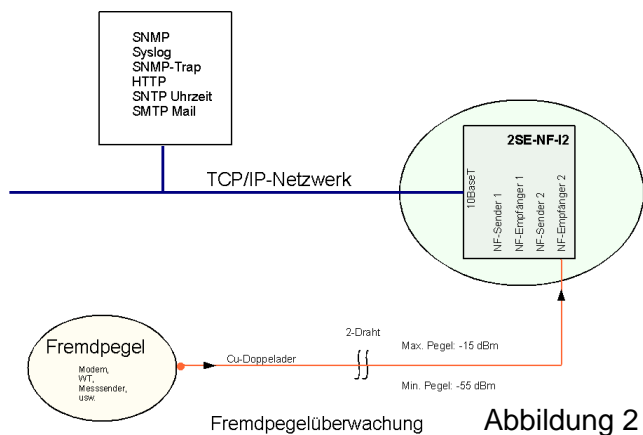 SNMP
Syslog
SNMP-Trap
HTTP
SNTP Uhrzeit
SMTP Mail
TCP/IP-Netzwerk
2SE-NF-I2
10BaseT
NF-Sender 1
NF-Empfänger 1
NF-Sender 2
NF-Empfänger 2
Fremdpegel
Modem,
WT,
Messsender,
usw.
Cu-Doppelader
2-Draht
Max. Pegel: -15 dBm
Min. Pegel: -55 dBm
Fremdpegelüberwachung
Abbildung 2